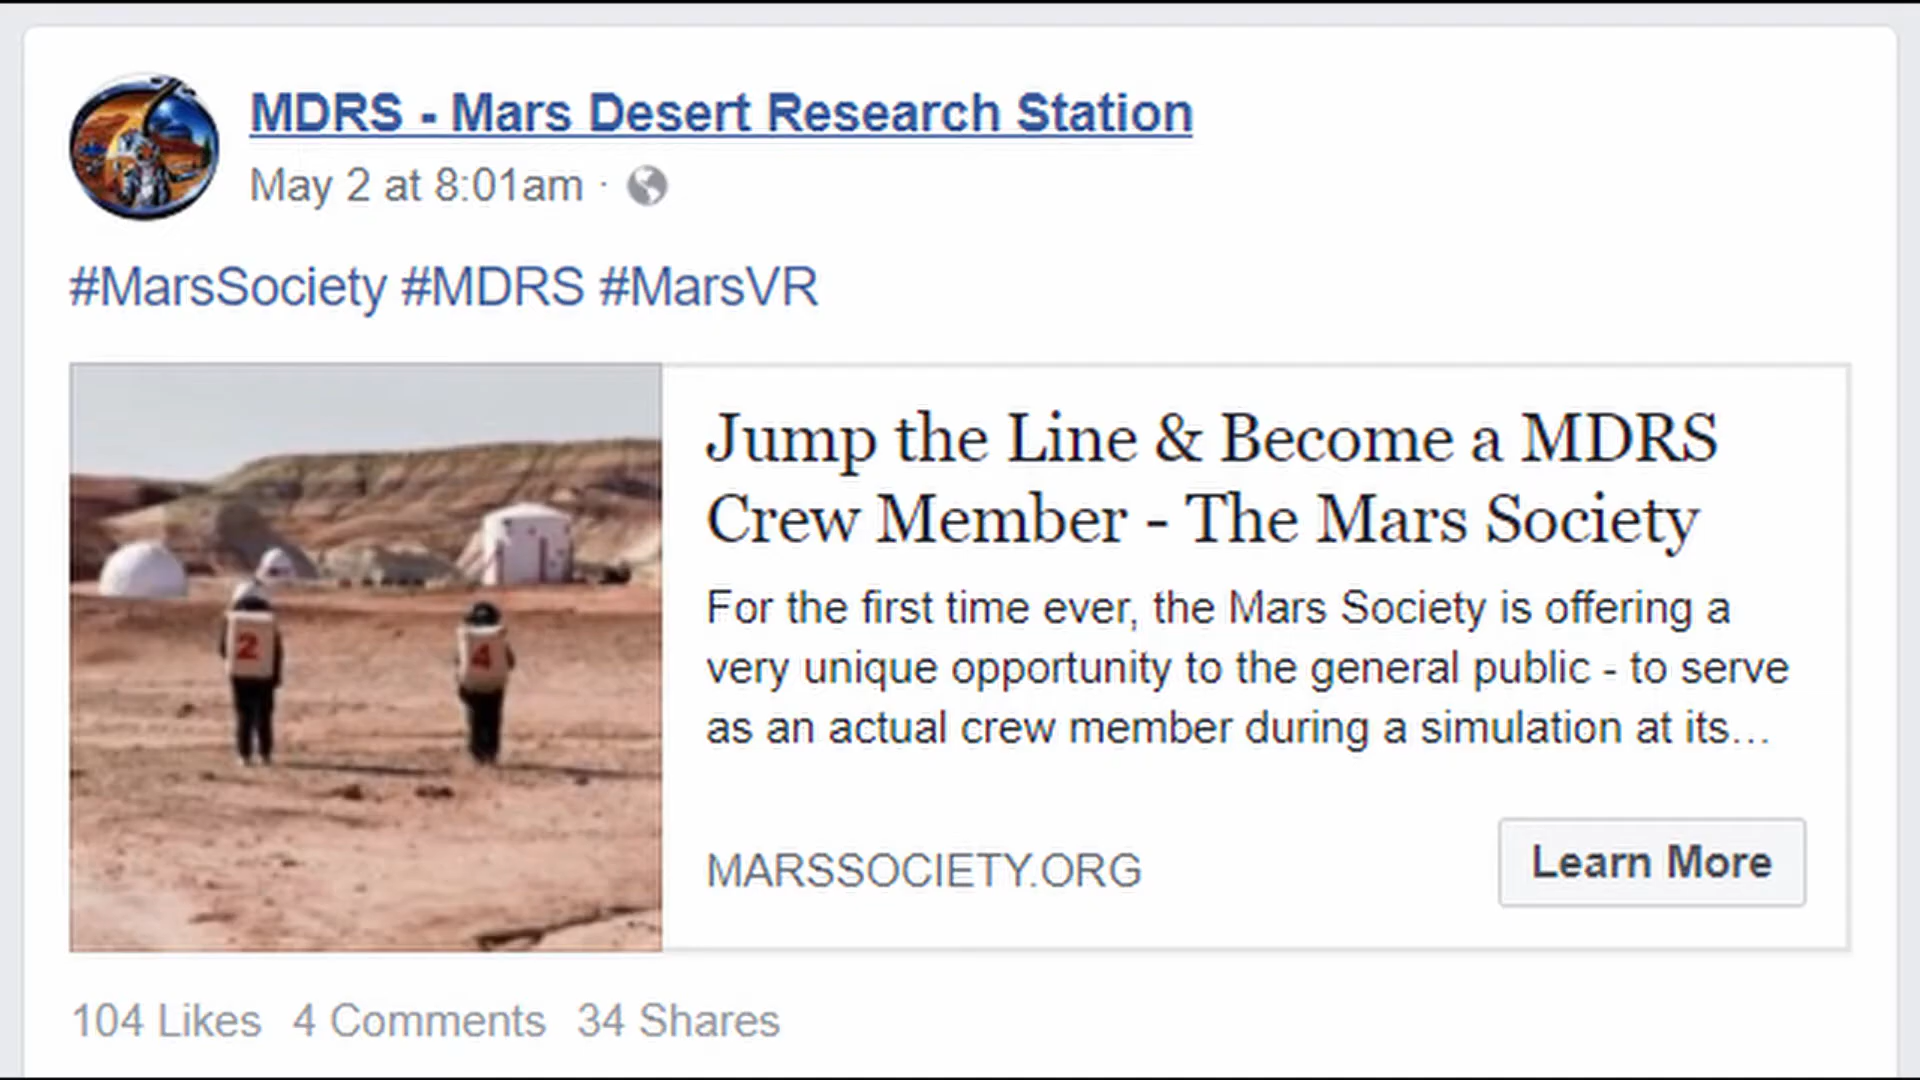 MDRS - Mars Desert Research Station
May 2 at 8:01am ·
#MarsSociety #MDRS #MarsVR
2
4
Jump the Line & Become a MDRS
Crew Member - The Mars Society
For the first time ever, the Mars Society is offering a
very unique opportunity to the general public - to serve
as an actual crew member during a simulation at its...
MARSSOCIETY.ORG
Learn More
104 Likes 4 Comments 34 Shares